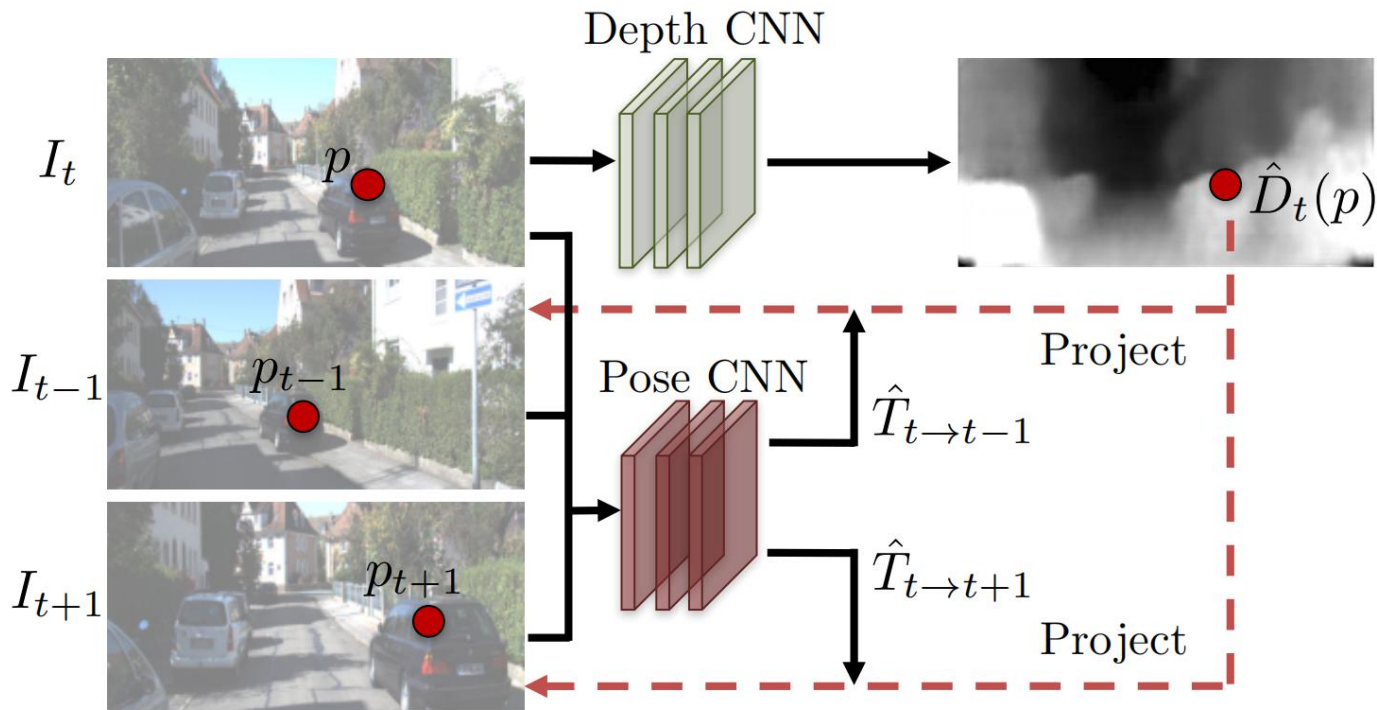 Depth CNN
I_t
p
D̂_t(p)
I_{t−1}
p_{t−1}
Project
Pose CNN
T̂_{t→t−1}
I_{t+1}
p_{t+1}
T̂_{t→t+1}
Project